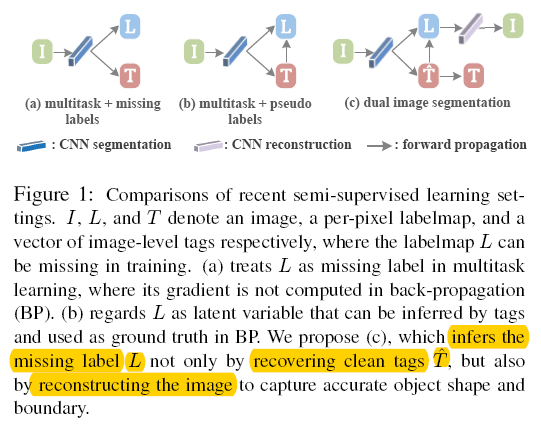 I L T I L T I L T̂ T I
(a) multitask + missing labels (b) multitask + pseudo labels (c) dual image segmentation
: CNN segmentation : CNN reconstruction : forward propagation
Figure 1: Comparisons of recent semi-supervised learning set-
tings. I, L, and T denote an image, a per-pixel labelmap, and a
vector of image-level tags respectively, where the labelmap L can
be missing in training. (a) treats L as missing label in multitask
learning, where its gradient is not computed in back-propagation
(BP). (b) regards L as latent variable that can be inferred by tags
and used as ground truth in BP. We propose (c), which infers the
missing label L not only by recovering clean tags T̂, but also
by reconstructing the image to capture accurate object shape and
boundary.